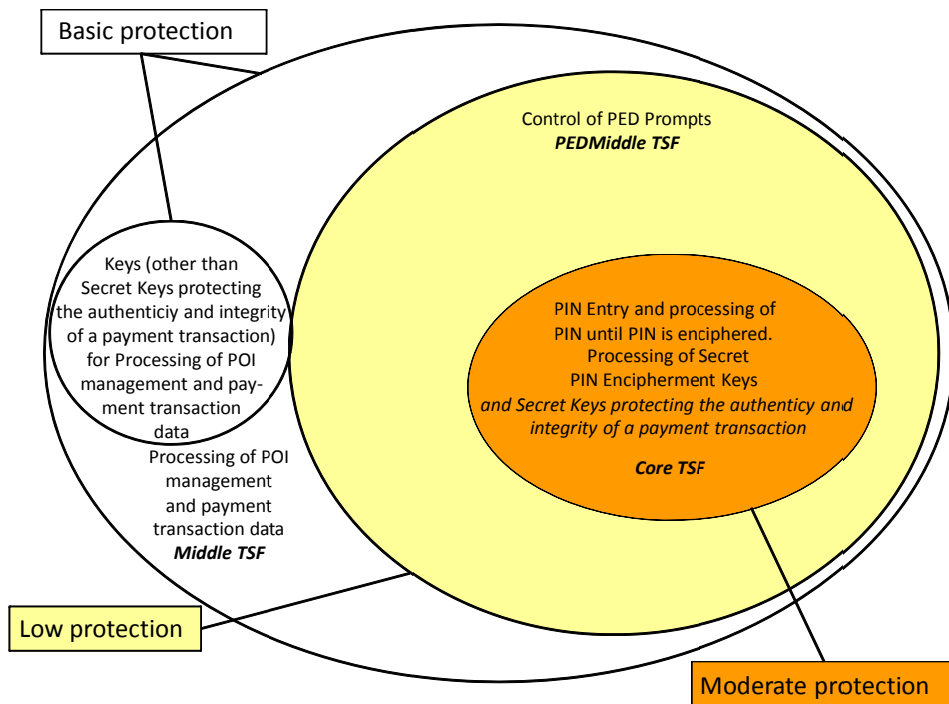 Basic protection
Control of PED Prompts
PEDMiddle TSF
Keys (other than
Secret Keys protecting
the authenticiy and integrity
of a payment transaction)
for Processing of POI
management and pay-
ment transaction
data
PIN Entry and processing of
PIN until PIN is enciphered.
Processing of Secret
PIN Encipherment Keys
and Secret Keys protecting the authenticy and
integrity of a payment transaction
Core TSF
Processing of POI
management
and payment
transaction data
Middle TSF
Low protection
Moderate protection